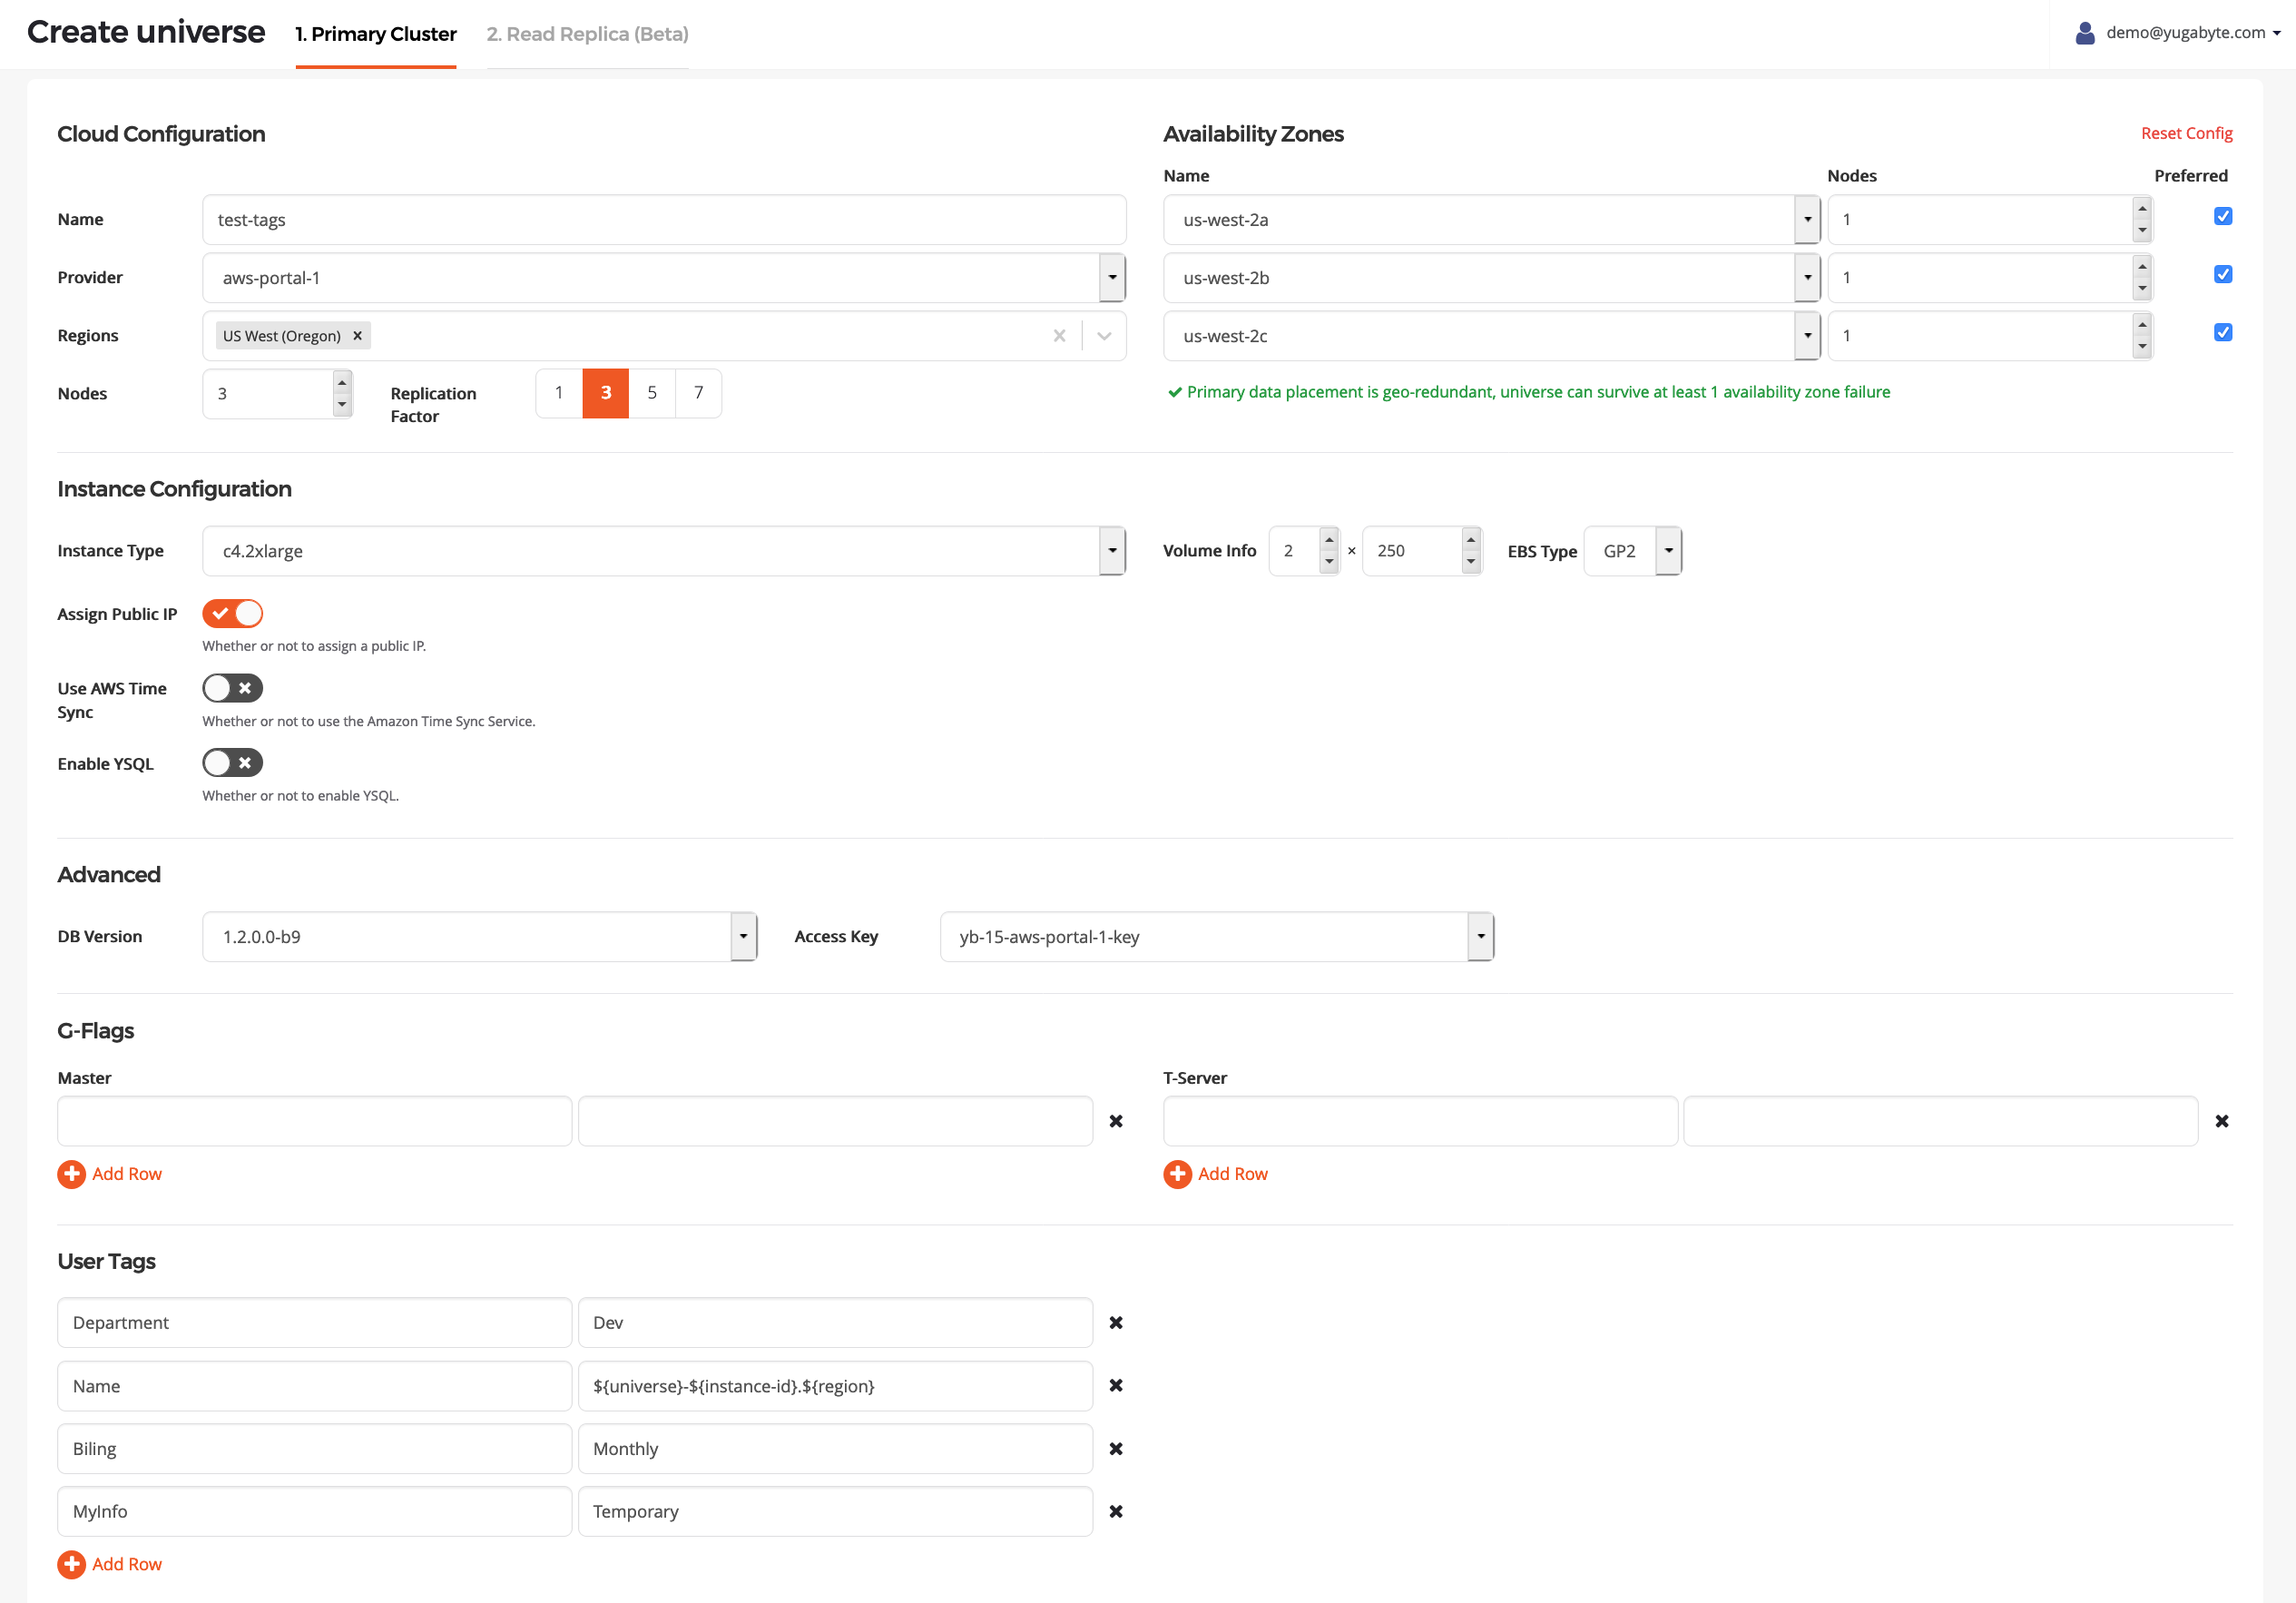 Create universe
1. Primary Cluster
2. Read Replica (Beta)
demo@yugabyte.com
Cloud Configuration
Name
test-tags
Provider
aws-portal-1
Regions
US West (Oregon)
Nodes
3
Replication
Factor
1 3 5 7
Availability Zones
Reset Config
Name Nodes Preferred
us-west-2a 1
us-west-2b 1
us-west-2c 1
Primary data placement is geo-redundant, universe can survive at least 1 availability zone failure
Instance Configuration
Instance Type
c4.2xlarge
Volume Info 2 × 250 EBS Type GP2
Assign Public IP
Whether or not to assign a public IP.
Use AWS Time
Sync
Whether or not to use the Amazon Time Sync Service.
Enable YSQL
Whether or not to enable YSQL.
Advanced
DB Version
1.2.0.0-b9
Access Key
yb-15-aws-portal-1-key
G-Flags
Master
Add Row
T-Server
Add Row
User Tags
Department Dev
Name ${universe}-${instance-id}.${region}
Biling Monthly
MyInfo Temporary
Add Row